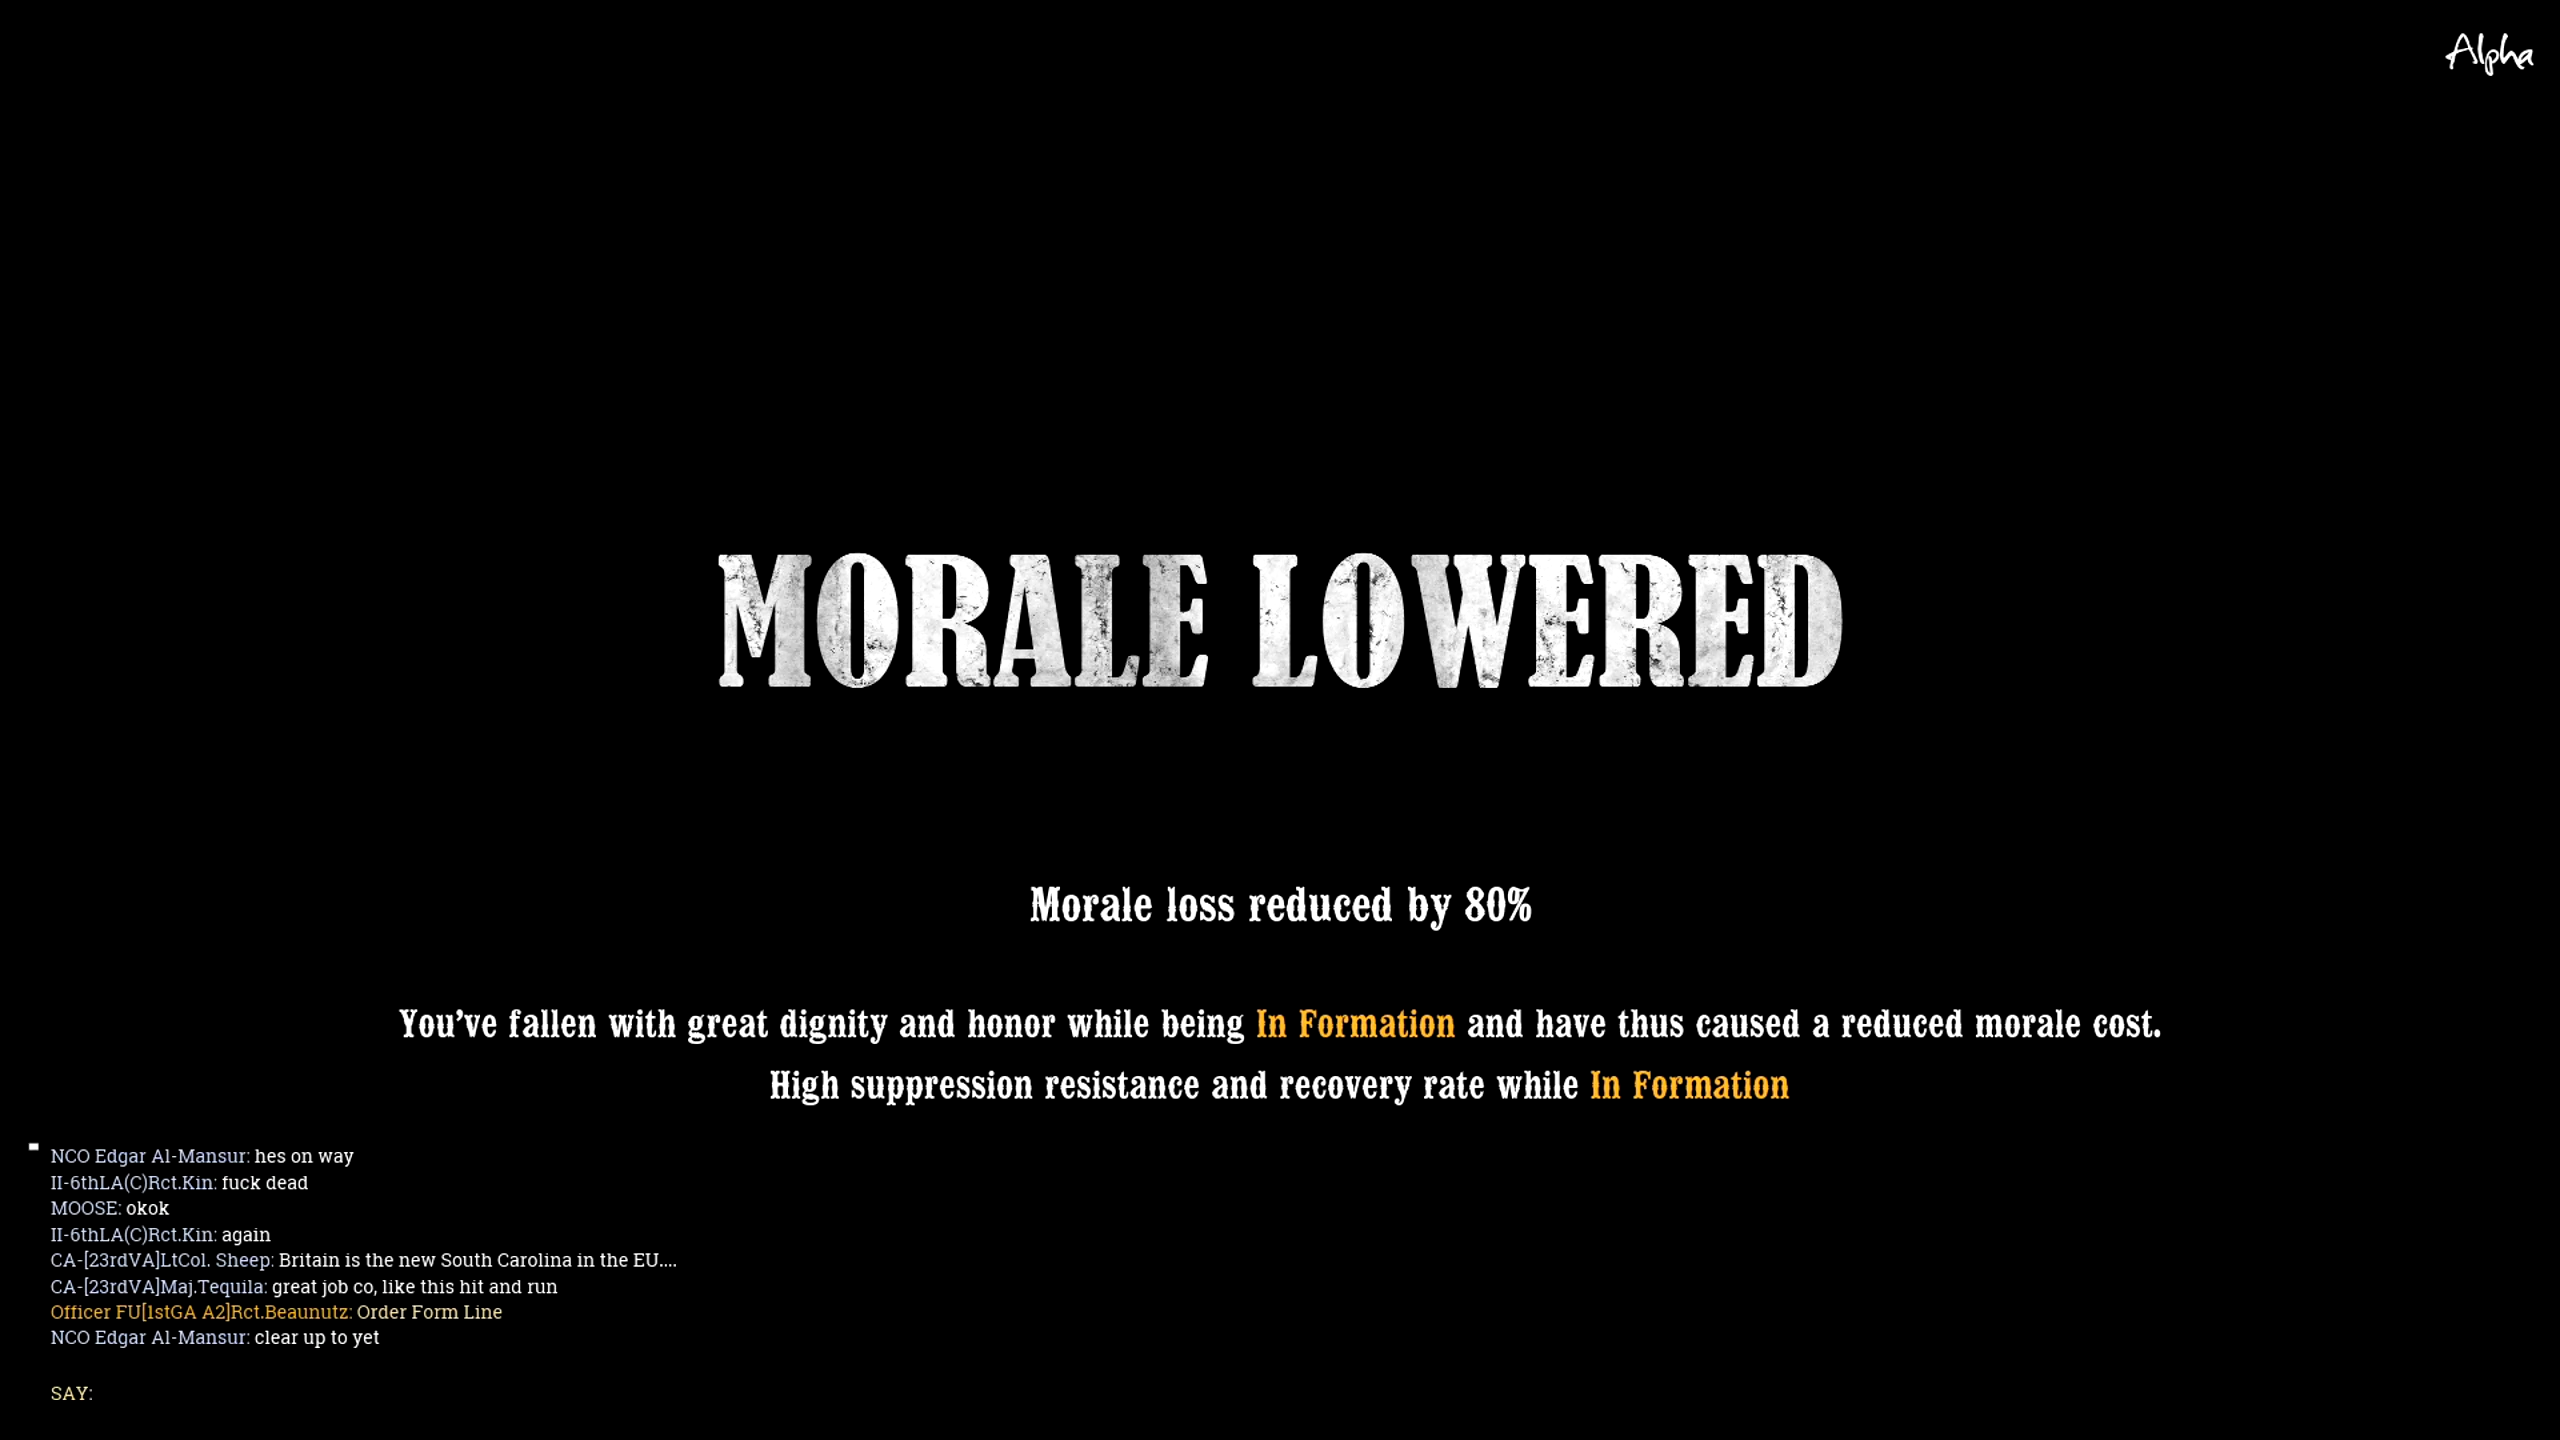 Alpha
MORALE LOWERED
Morale loss reduced by 80%
You've fallen with great dignity and honor while being In Formation and have thus caused a reduced morale cost.
High suppression resistance and recovery rate while In Formation
NCO Edgar Al-Mansur: hes on way
II-6thLA(C)Rct.Kin: fuck dead
MOOSE: okok
II-6thLA(C)Rct.Kin: again
CA-[23rdVA]LtCol. Sheep: Britain is the new South Carolina in the EU....
CA-[23rdVA]Maj.Tequila: great job co, like this hit and run
Officer FU[1stGA A2]Rct.Beaunutz: Order Form Line
NCO Edgar Al-Mansur: clear up to yet
SAY: